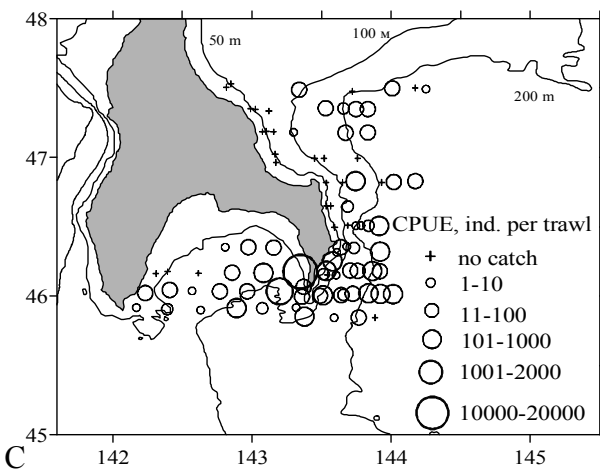 48
50 m
100 м
200 m
47
CPUE, ind. per trawl
no catch
1-10
46
11-100
101-1000
1001-2000
10000-20000
45
C
142
143
144
145